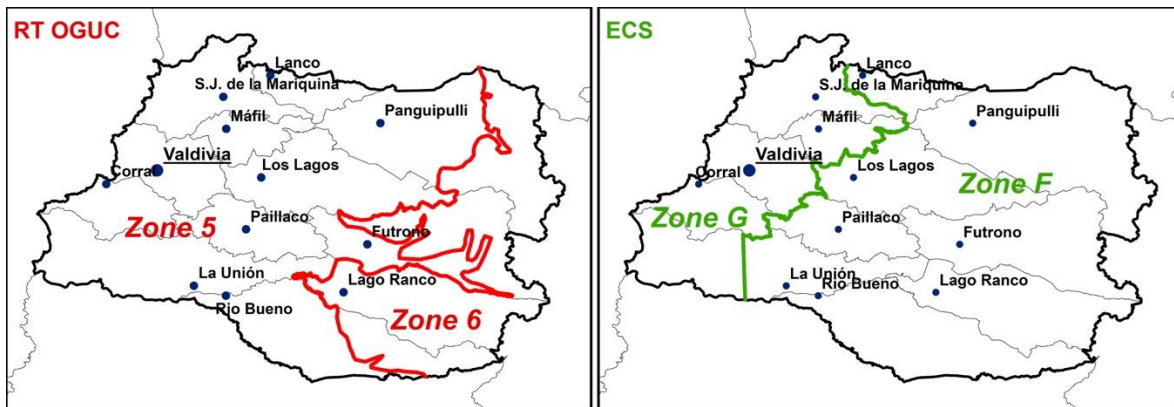 RT OGUC
Lanco
S.J. de la Mariquina
Máfil
Panguipulli
Valdivia
Los Lagos
Corral
Zone 5
Paillaco
Futrono
La Unión
Rio Bueno
Lago Ranco
Zone 6
ECS
Lanco
S.J. de la Mariquina
Máfil
Panguipulli
Valdivia
Los Lagos
Corral
Zone F
Zone G
Paillaco
Futrono
La Unión
Rio Bueno
Lago Ranco